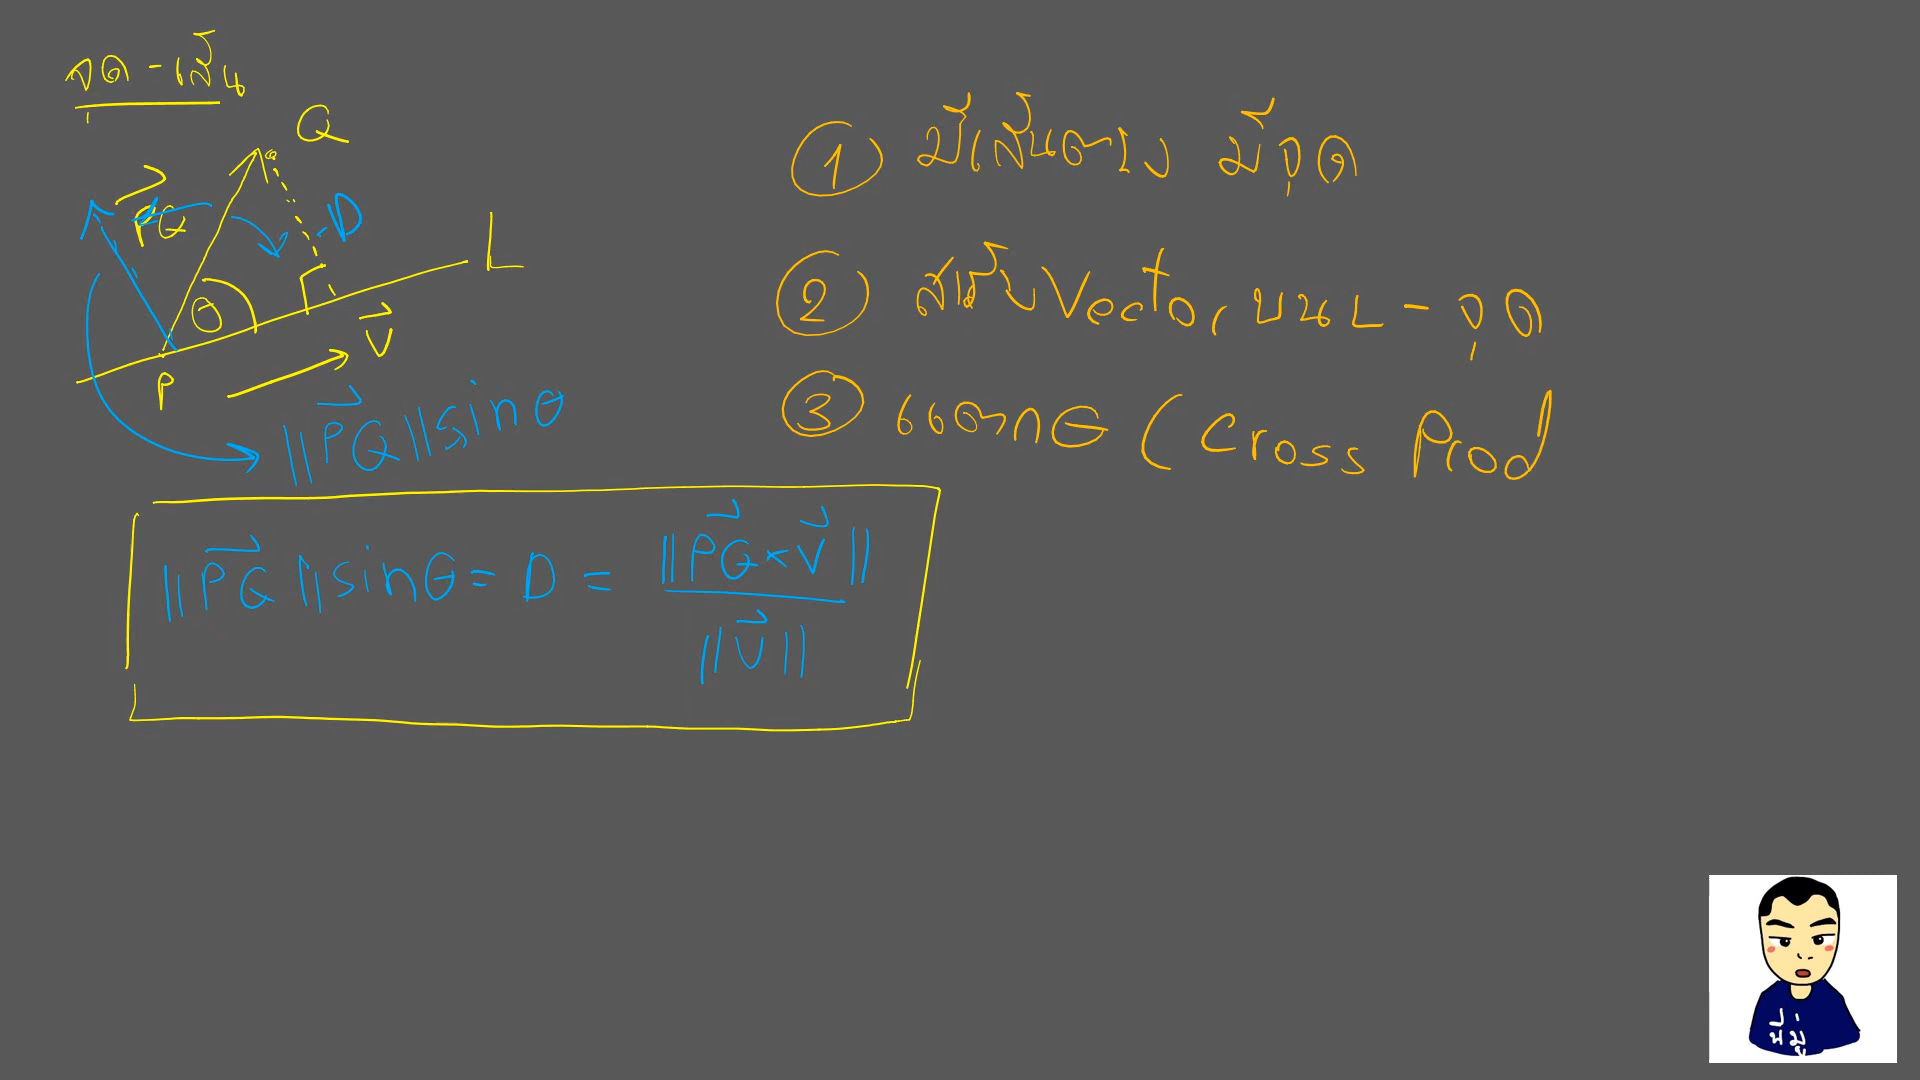 จุด - เส้น
Q
PQ
D
L
θ
V
P
||PQ|| sinθ
||PQ|| sinθ = D = ||PQ × V||
||V||
① มีเส้นตรง มีจุด
② สร้าง Vector บน L - จุด
③ แตกθ (Cross Prod
พี่